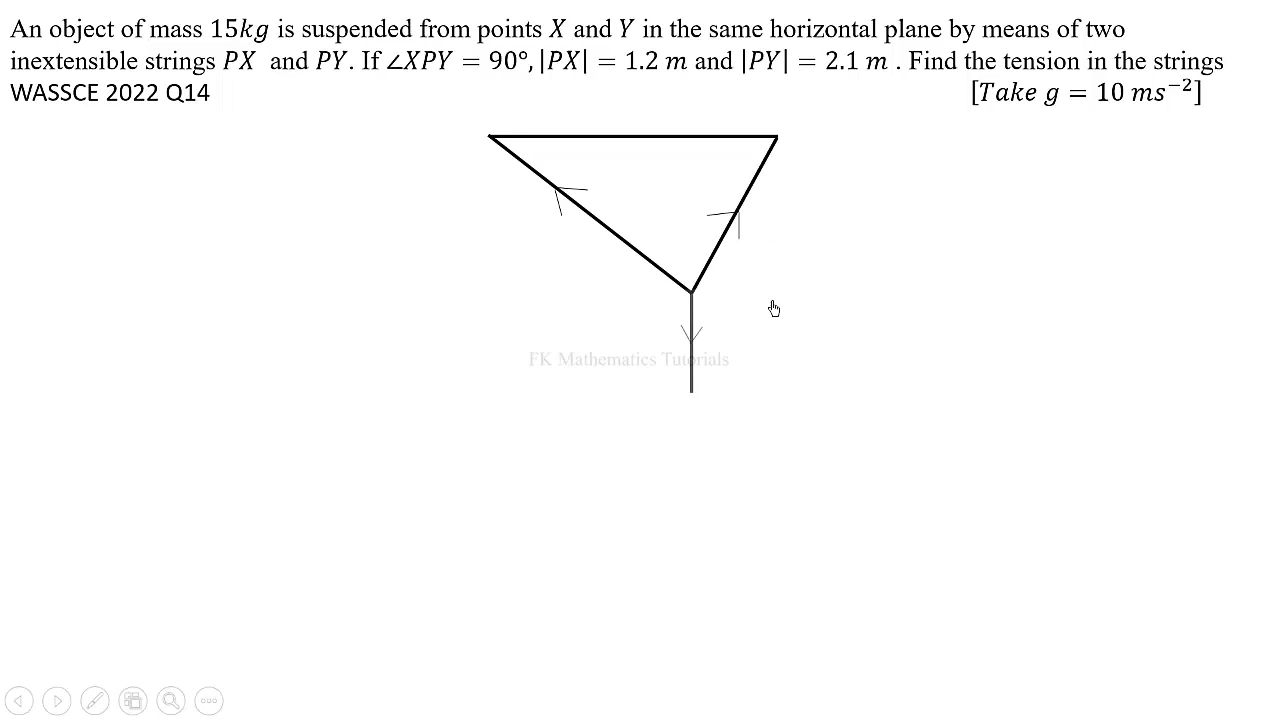 An object of mass 15kg is suspended from points X and Y in the same horizontal plane by means of two
inextensible strings PX and PY. If ∠XPY = 90°, |PX| = 1.2 m and |PY| = 2.1 m . Find the tension in the strings
WASSCE 2022 Q14 [Take g = 10 ms⁻²]
FK Mathematics Tutorials